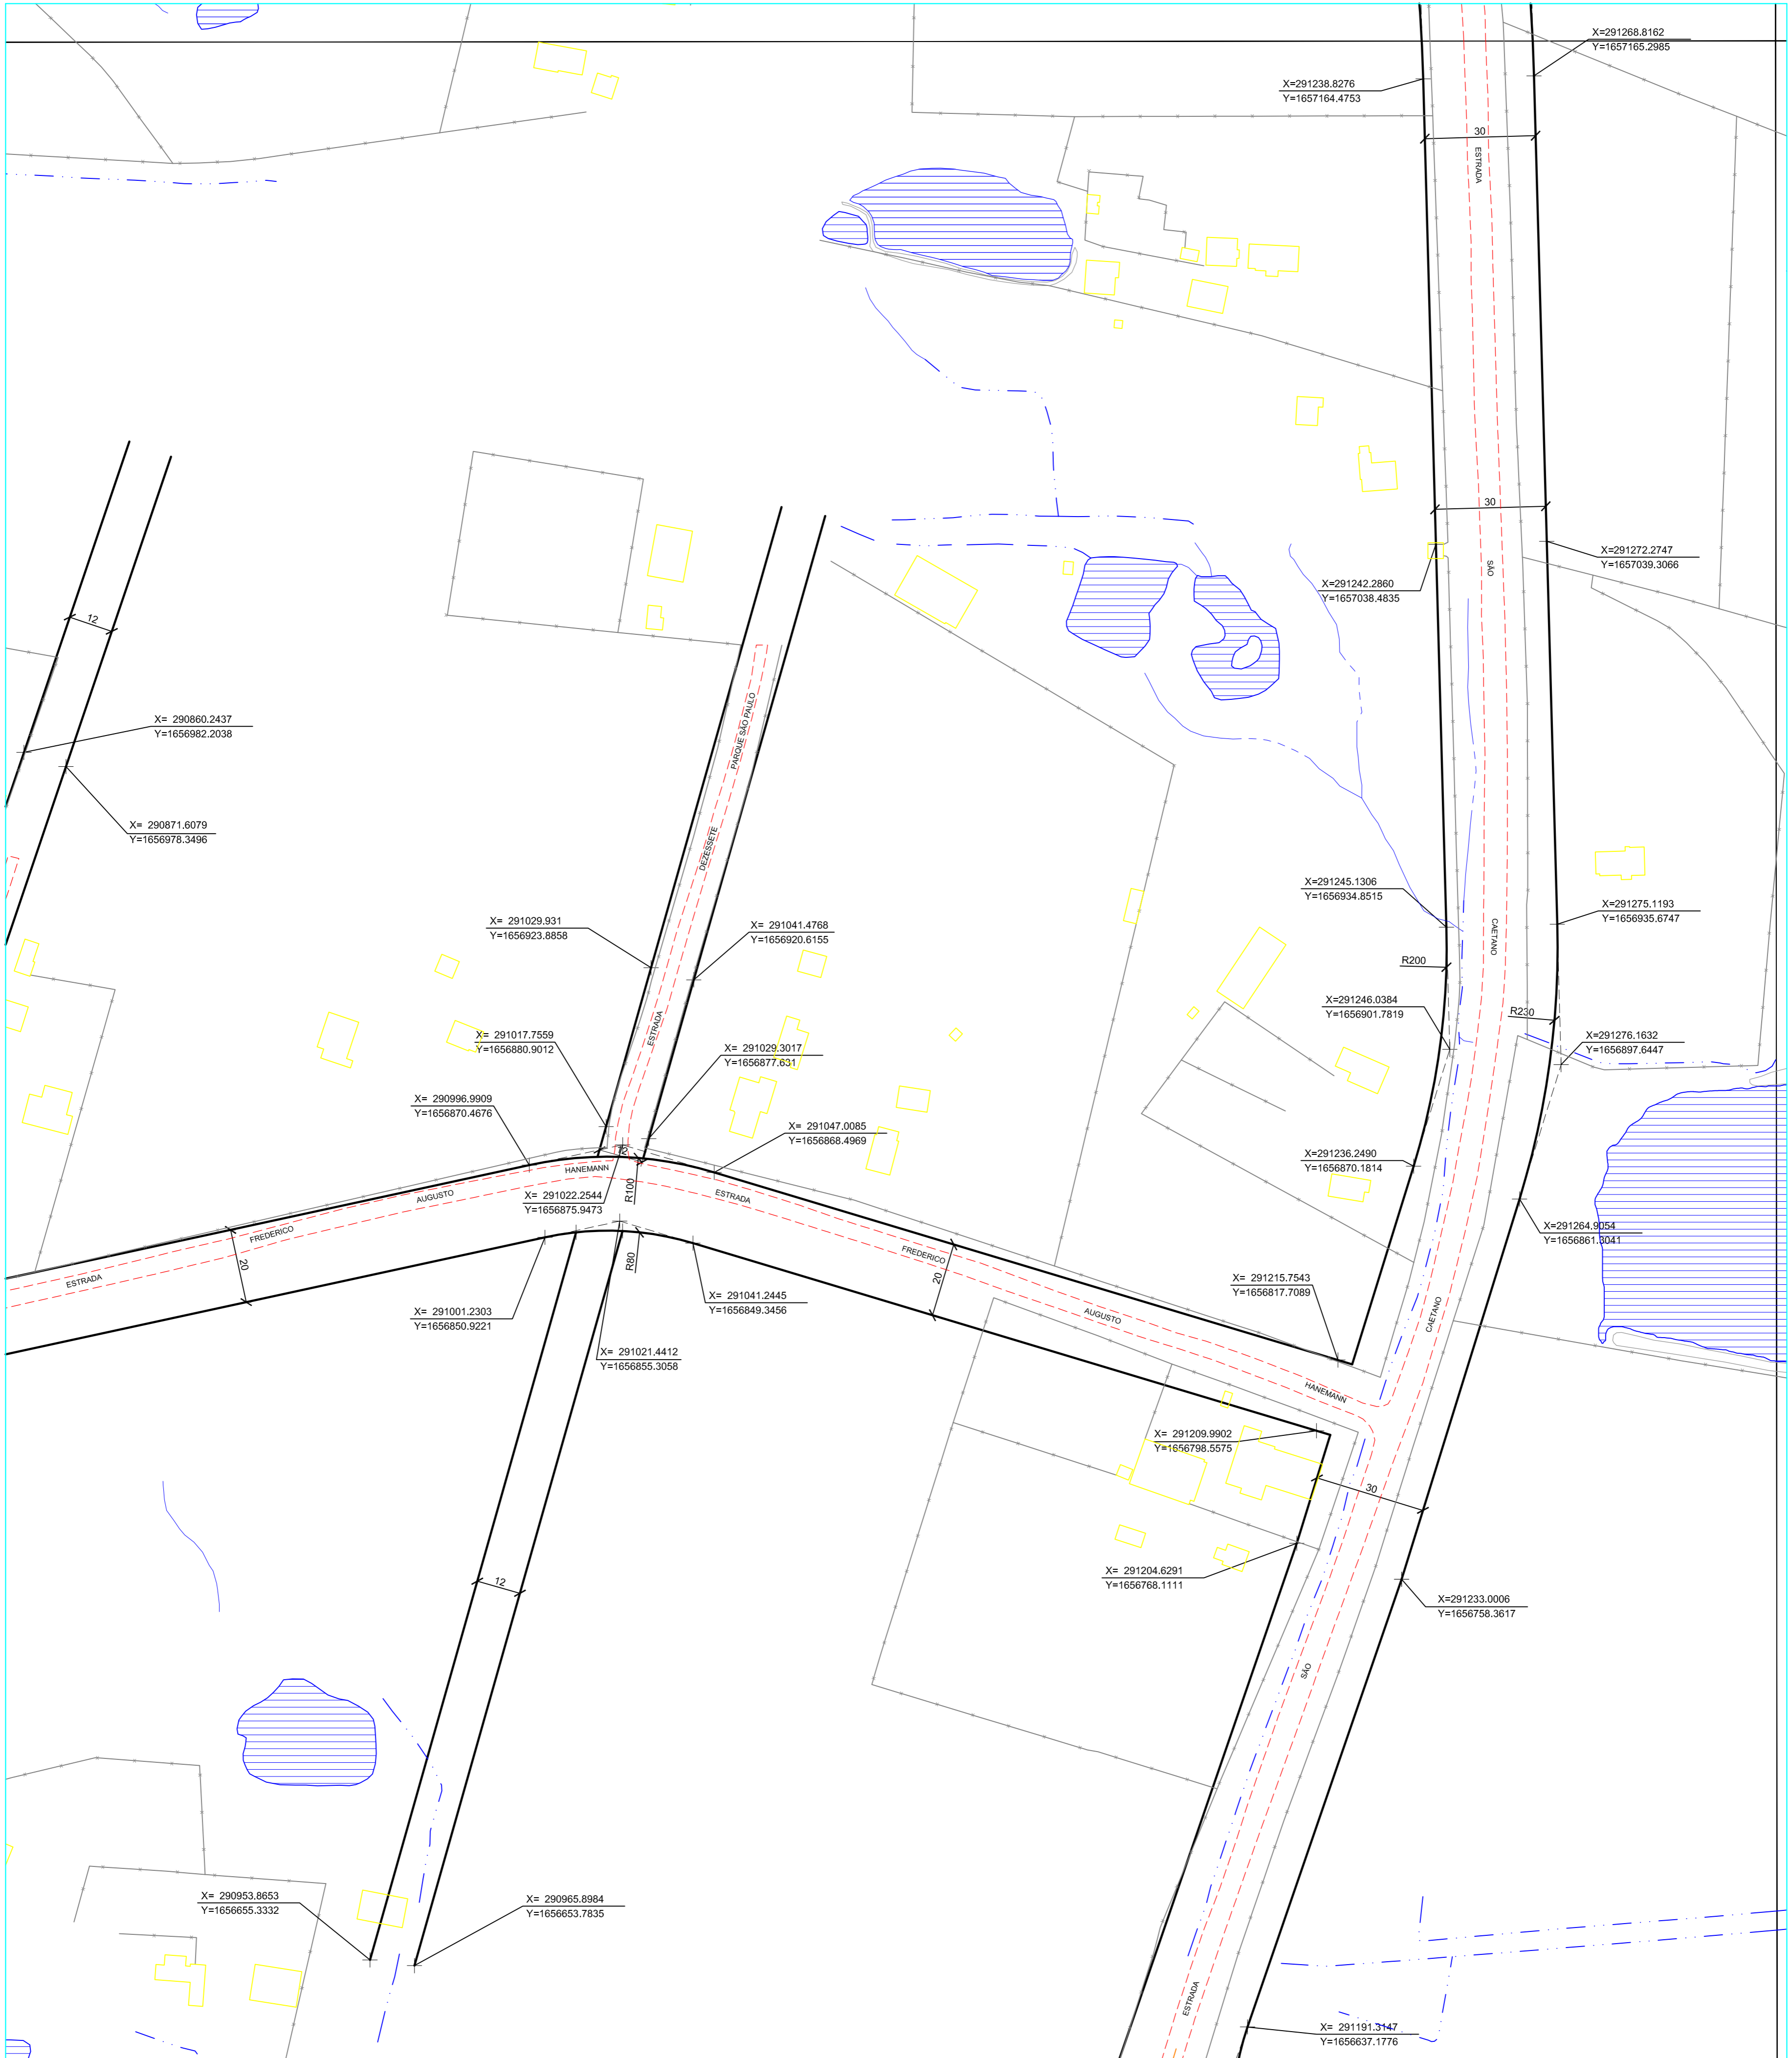 X=291268.8162
Y=1657165.2985
X=291238.8276
Y=1657164.4753
30
ESTRADA
30
X=291272.2747
Y=1657039.3066
SÃO
X=291242.2860
Y=1657038.4835
12
X= 290860.2437
Y=1656982.2038
PARQUE SÃO PAULO
X= 290871.6079
Y=1656978.3496
DEZESSETE
X=291245.1306
Y=1656934.8515
X=291275.1193
Y=1656935.6747
X= 291029.931
Y=1656923.8858
X= 291041.4768
Y=1656920.6155
CAETANO
R200
X=291246.0384
Y=1656901.7819
R230
ESTRADA
X= 291017.7559
Y=1656880.9012
X= 291029.3017
Y=1656877.631
X=291276.1632
Y=1656897.6447
X= 290996.9909
Y=1656870.4676
X= 291047.0085
Y=1656868.4969
12
X=291236.2490
Y=1656870.1814
HANEMANN
AUGUSTO
R100
ESTRADA
X= 291022.2544
Y=1656875.9473
FREDERICO
X=291264.9054
Y=1656861.3041
20
R80
FREDERICO
ESTRADA
20
X= 291215.7543
Y=1656817.7089
X= 291001.2303
Y=1656850.9221
X= 291041.2445
Y=1656849.3456
AUGUSTO
CAETANO
X= 291021.4412
Y=1656855.3058
HANEMANN
X= 291209.9902
Y=1656798.5575
30
12
X= 291204.6291
Y=1656768.1111
X=291233.0006
Y=1656758.3617
SÃO
X= 290953.8653
Y=1656655.3332
X= 290965.8984
Y=1656653.7835
ESTRADA
X= 291191.3147
Y=1656637.1776